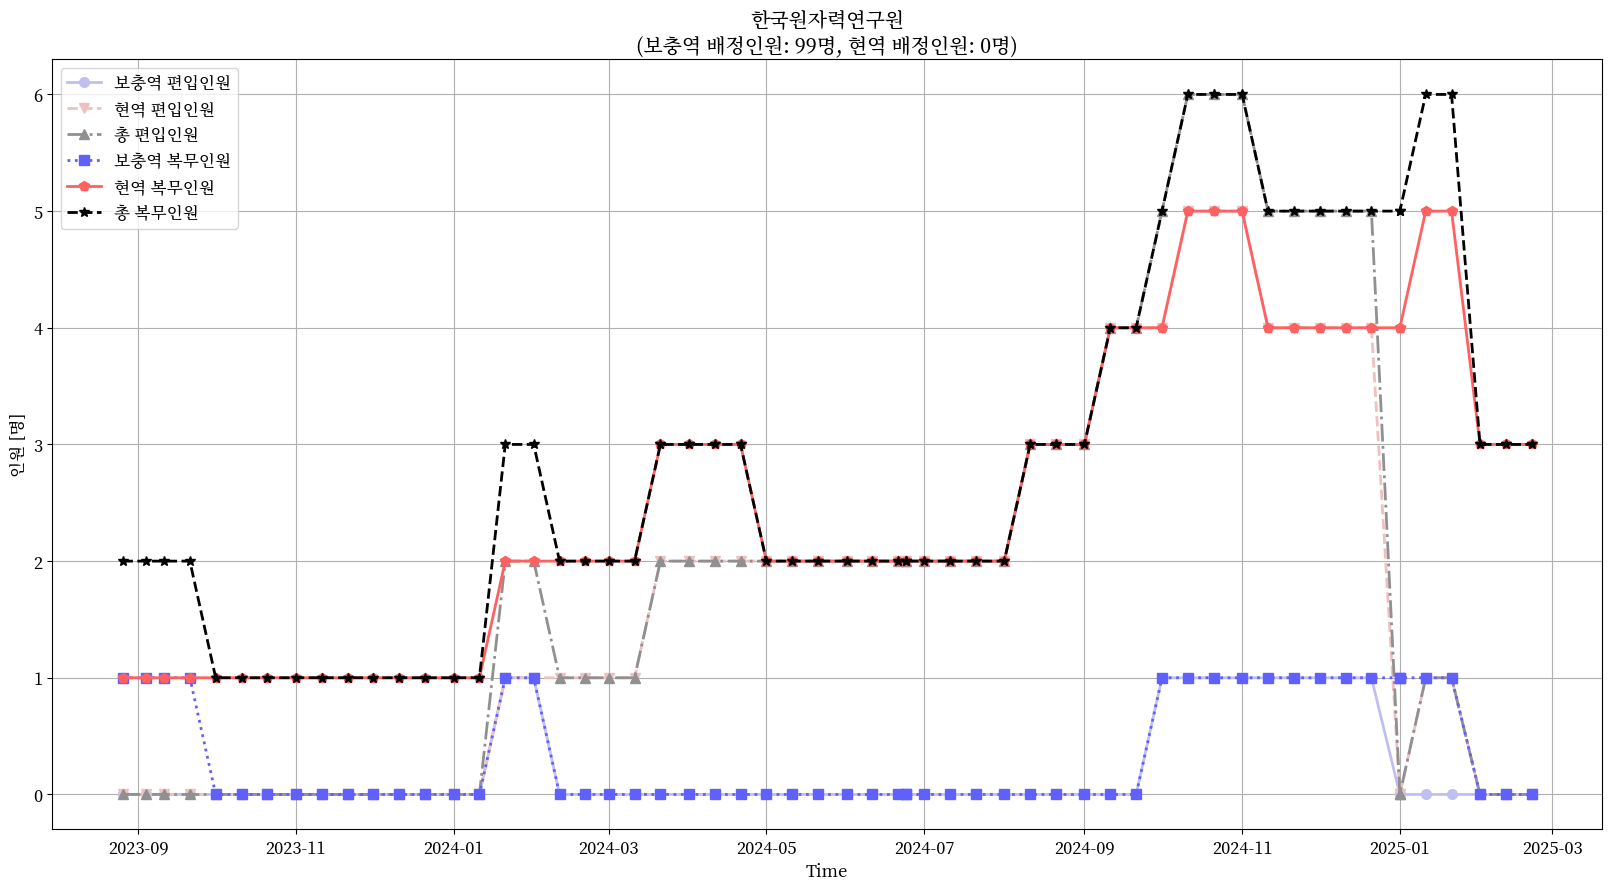 한국원자력연구원
(보충역 배정인원: 99명, 현역 배정인원: 0명)
보충역 편입인원
현역 편입인원
총 편입인원
보충역 복무인원
현역 복무인원
총 복무인원
인원 [명]
6
5
4
3
2
1
0
2023-09
2023-11
2024-01
2024-03
2024-05
2024-07
2024-09
2024-11
2025-01
2025-03
Time